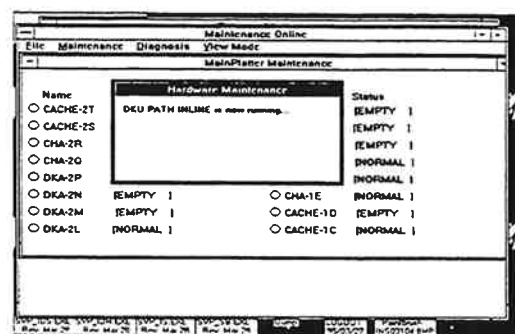 Maintenance Online
File Maintenance Diagnosis View Mode
MainPlatter Maintenance
Hardware Maintenance
DKU PATH INLINE is now running...
Name Status
CACHE-2T [EMPTY ]
CACHE-2S [EMPTY ]
CHA-2R [EMPTY ]
CHA-2Q [NORMAL ]
DKA-2P [NORMAL ]
DKA-2N [EMPTY ] CHA-1E [NORMAL ]
DKA-2M [EMPTY ] CACHE-1D [EMPTY ]
DKA-2L [NORMAL ] CACHE-1C [NORMAL ]